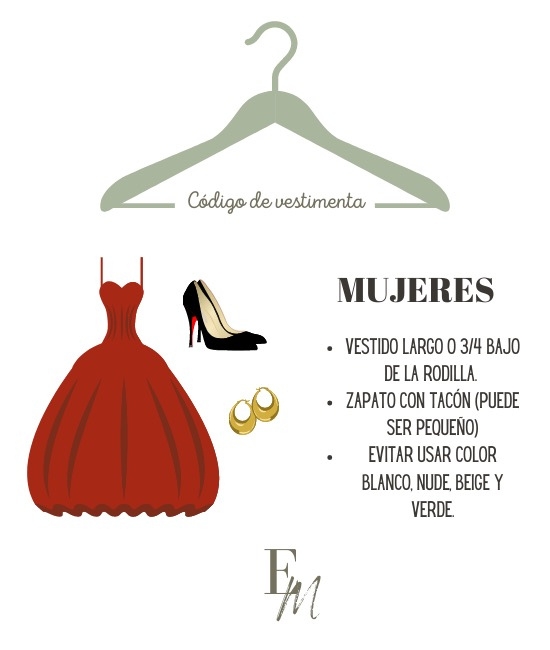 Código de vestimenta
MUJERES
• VESTIDO LARGO O 3/4 BAJO
DE LA RODILLA.
• ZAPATO CON TACÓN (PUEDE
SER PEQUEÑO)
• EVITAR USAR COLOR
BLANCO, NUDE, BEIGE Y
VERDE.
EM